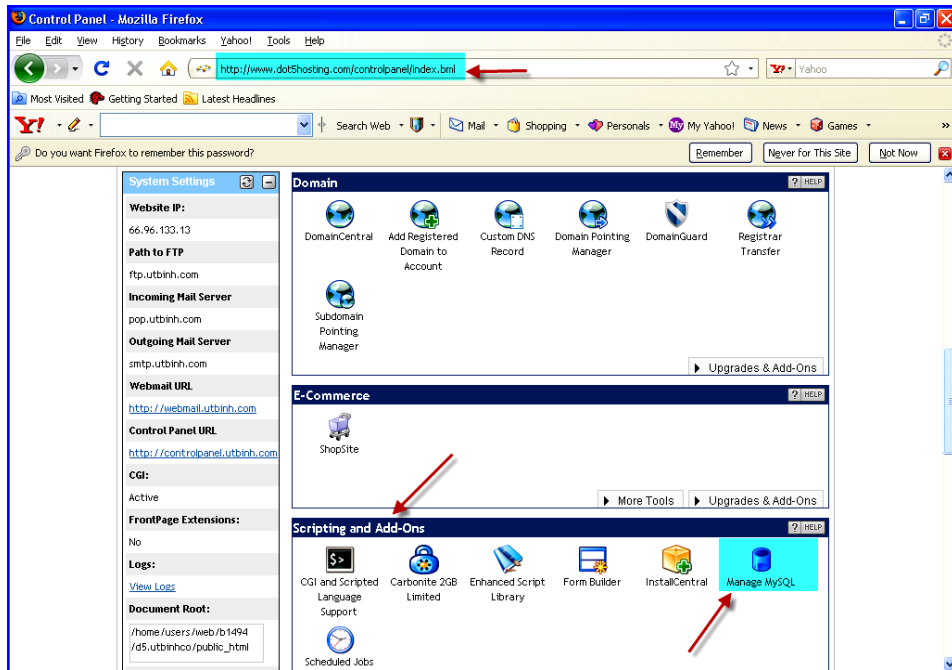 Control Panel - Mozilla Firefox
File Edit View History Bookmarks Yahoo! Tools Help
http://www.dot5hosting.com/controlpanel/index.bml
Yahoo
Most Visited Getting Started Latest Headlines
Y! Search Web Mail Shopping Personals My Yahoo! News Games »
Do you want Firefox to remember this password? Remember Never for This Site Not Now
System Settings
Website IP:
66.96.133.13
Path to FTP
ftp.utbinh.com
Incoming Mail Server
pop.utbinh.com
Outgoing Mail Server
smtp.utbinh.com
Webmail URL
http://webmail.utbinh.com
Control Panel URL
http://controlpanel.utbinh.com
CGI:
Active
FrontPage Extensions:
No
Logs:
View Logs
Document Root:
/home/users/web/b1494
/d5.utbinhco/public_html
Domain ? HELP
DomainCentral
Add Registered
Domain to
Account
Custom DNS
Record
Domain Pointing
Manager
DomainGuard
Registrar
Transfer
Subdomain
Pointing
Manager
Upgrades & Add-Ons
E-Commerce ? HELP
ShopSite
More Tools Upgrades & Add-Ons
Scripting and Add-Ons ? HELP
CGI and Scripted
Language
Support
Carbonite 2GB
Limited
Enhanced Script
Library
Form Builder
InstallCentral
Manage MySQL
Scheduled Jobs